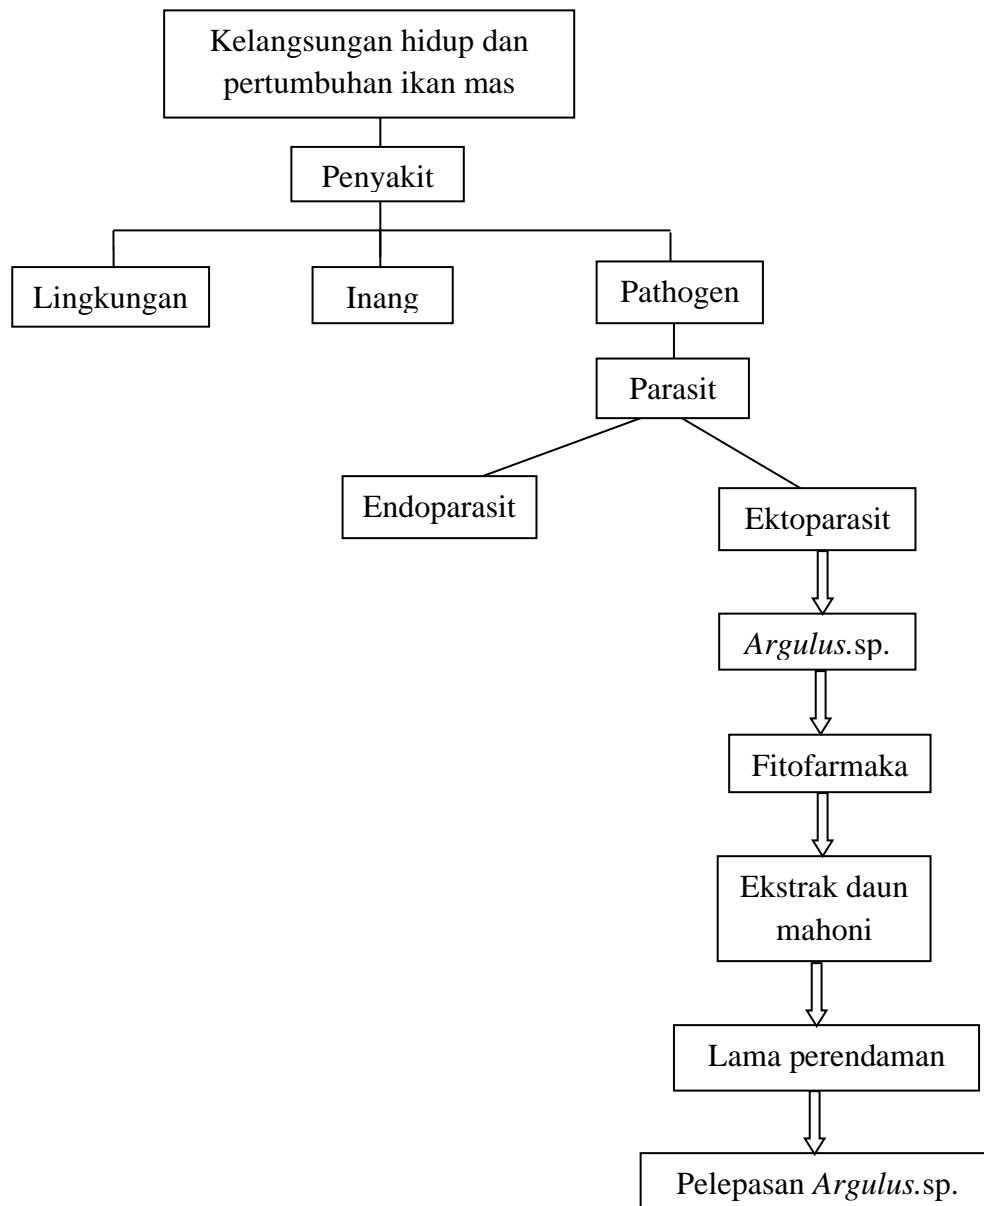 Kelangsungan hidup dan
pertumbuhan ikan mas
Penyakit
Lingkungan
Inang
Pathogen
Parasit
Endoparasit
Ektoparasit
Argulus.sp.
Fitofarmaka
Ekstrak daun
mahoni
Lama perendaman
Pelepasan Argulus.sp.